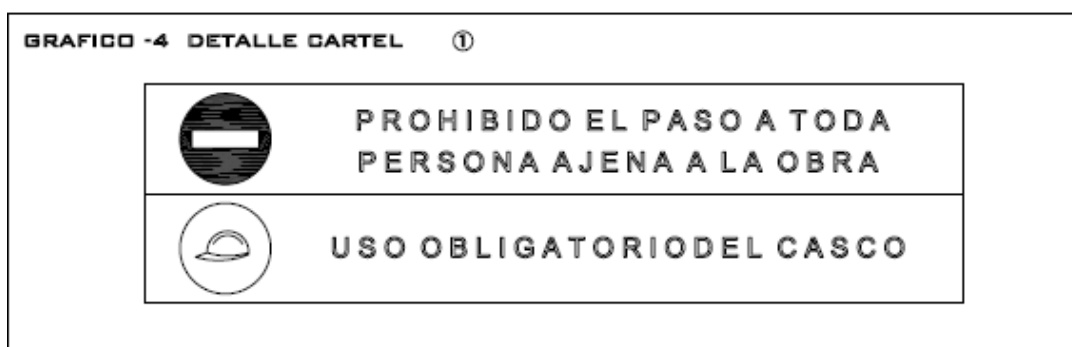 GRAFICO -4 DETALLE CARTEL ①
PROHIBIDO EL PASO A TODA
PERSONA AJENA A LA OBRA
USO OBLIGATORIODEL CASCO